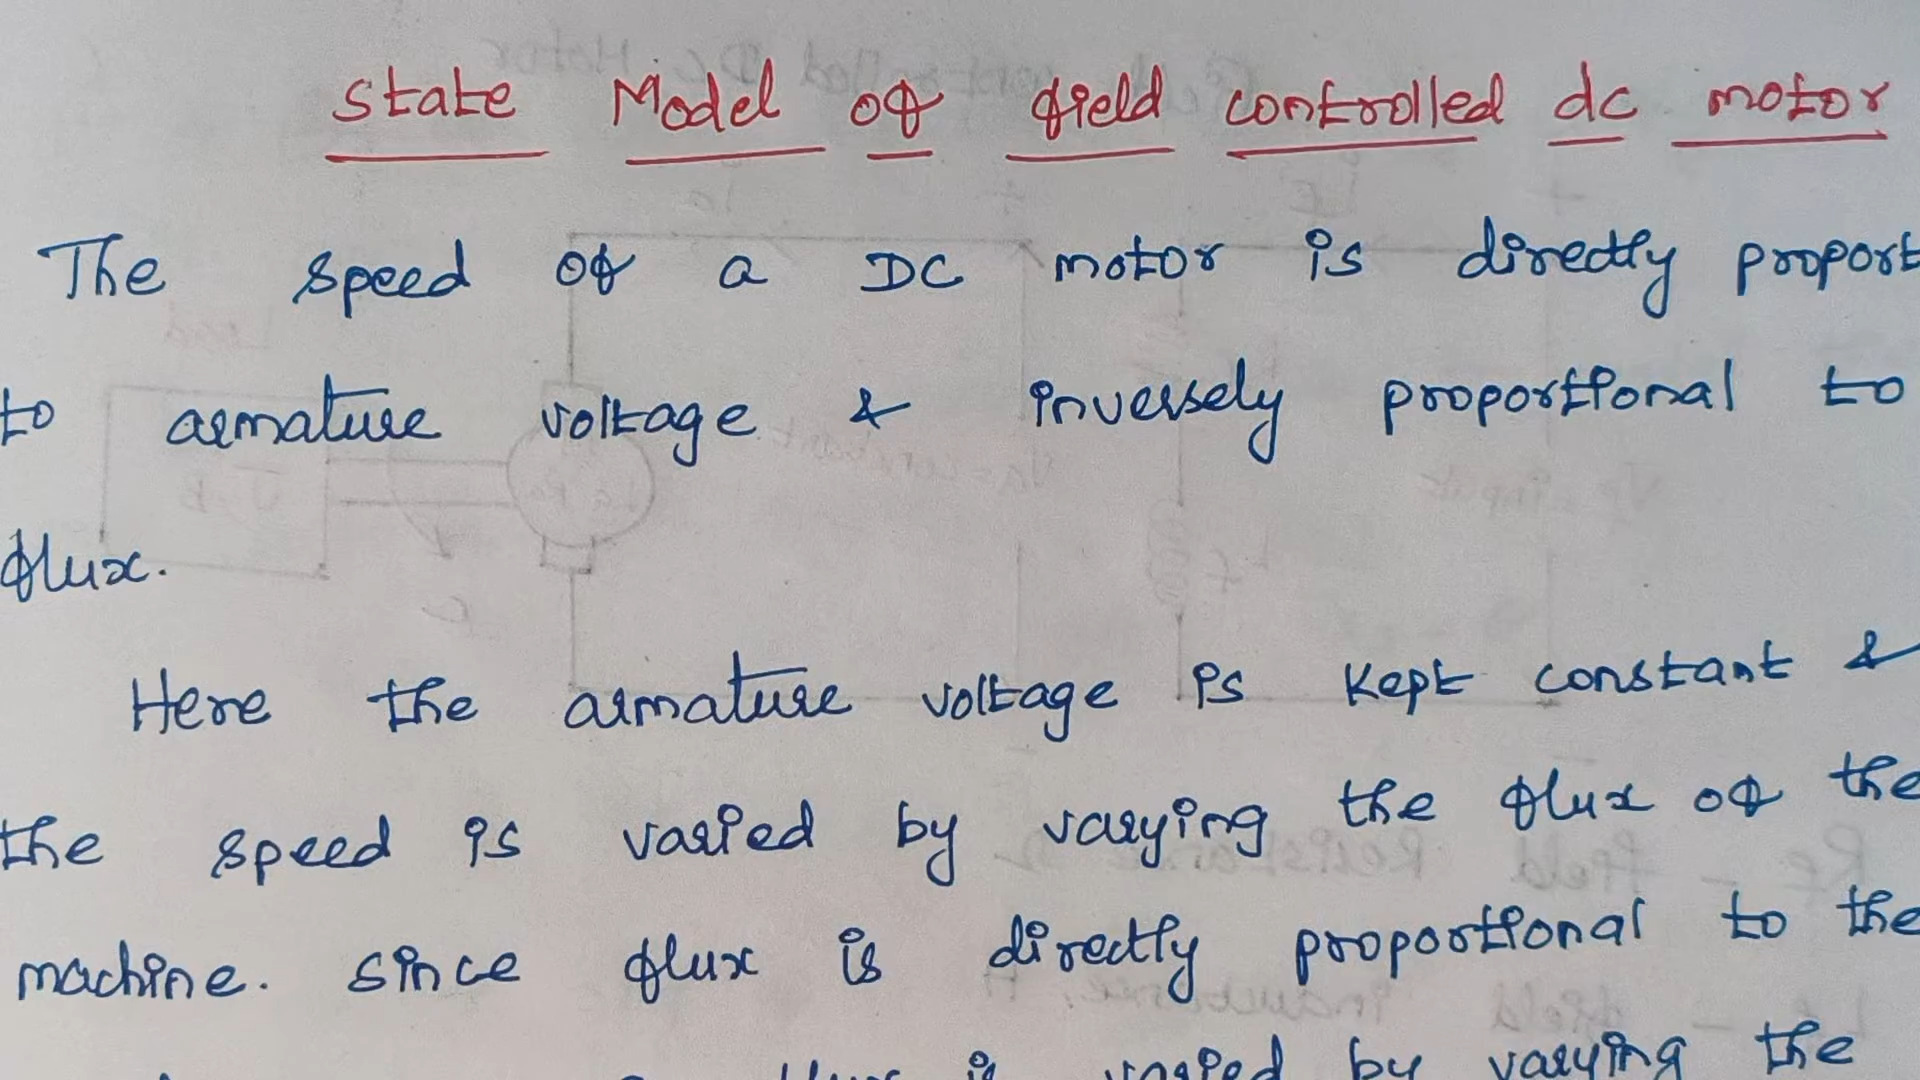 State Model of field controlled dc motor
The speed of a DC motor is directly proport
to armature voltage & inversely proportional to
flux.
Here the armature voltage is kept constant &
the speed is varied by varying the flux of the
machine. since flux is directly proportional to the
flux is varied by varying the